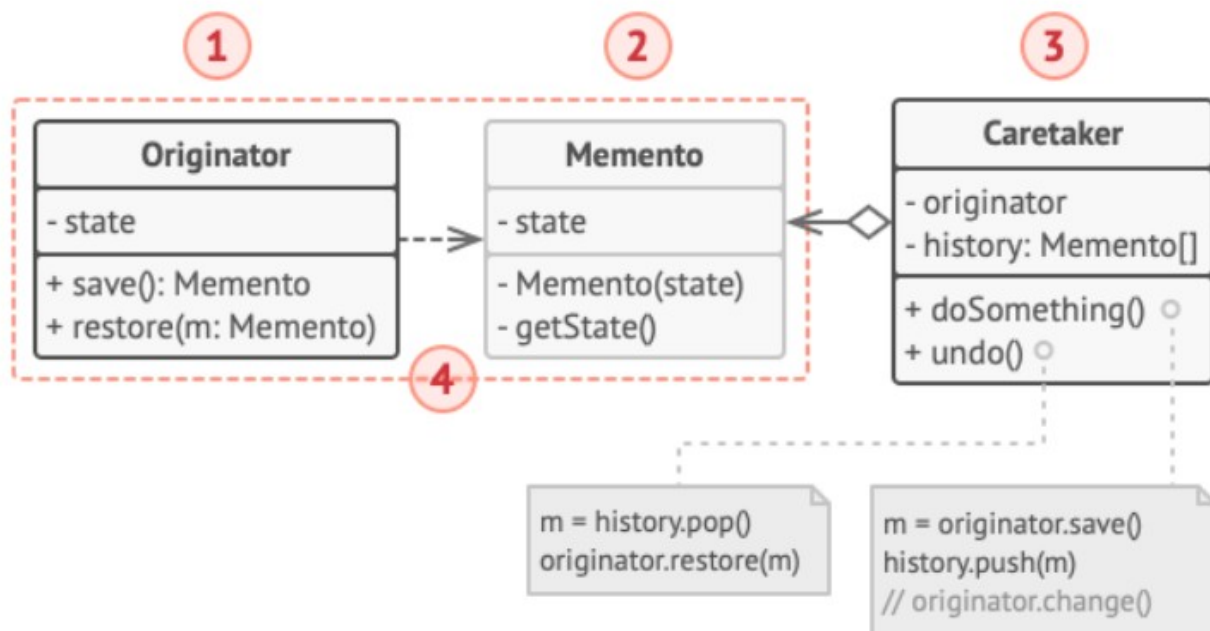 1
2
3
Originator
- state
+ save(): Memento
+ restore(m: Memento)
Memento
- state
- Memento(state)
- getState()
Caretaker
- originator
- history: Memento[]
+ doSomething()
+ undo()
4
m = history.pop()
originator.restore(m)
m = originator.save()
history.push(m)
// originator.change()